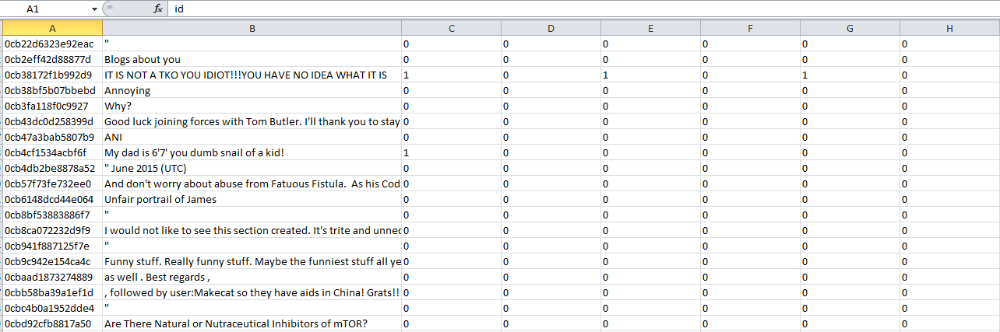 A1 fx id
A B C D E F G H
0cb22d6323e92eac " 0 0 0 0 0 0
0cb2eff42d88877d Blogs about you 0 0 0 0 0 0
0cb38172f1b992d9 IT IS NOT A TKO YOU IDIOT!!!YOU HAVE NO IDEA WHAT IT IS 1 0 1 0 1 0
0cb38bf5b07bbebd Annoying 0 0 0 0 0 0
0cb3fa118f0c9927 Why? 0 0 0 0 0 0
0cb43dc0d258399d Good luck joining forces with Tom Butler. I'll thank you to stay 0 0 0 0 0 0
0cb47a3bab5807b9 ANI 0 0 0 0 0 0
0cb4cf1534acbf6f My dad is 6'7' you dumb snail of a kid! 1 0 0 0 0 0
0cb4db2be8878a52 " June 2015 (UTC) 0 0 0 0 0 0
0cb57f73fe732ee0 And don't worry about abuse from Fatuous Fistula.  As his Cod 0 0 0 0 0 0
0cb6148dcd44e064 Unfair portrait of James 0 0 0 0 0 0
0cb8bf53883886f7 " 0 0 0 0 0 0
0cb8ca072232d9f9 I would not like to see this section created. It's trite and unnec 0 0 0 0 0 0
0cb941f887125f7e " 0 0 0 0 0 0
0cb9c942e154ca4c Funny stuff. Really funny stuff. Maybe the funniest stuff all ye 0 0 0 0 0 0
0cbaad1873274889 as well . Best regards , 0 0 0 0 0 0
0cbb58ba39a1ef1d , followed by user:Makecat so they have aids in China! Grats!! 0 0 0 0 0 0
0cbc4b0a1952dde4 " 0 0 0 0 0 0
0cbd92cfb8817a50 Are There Natural or Nutraceutical Inhibitors of mTOR? 0 0 0 0 0 0